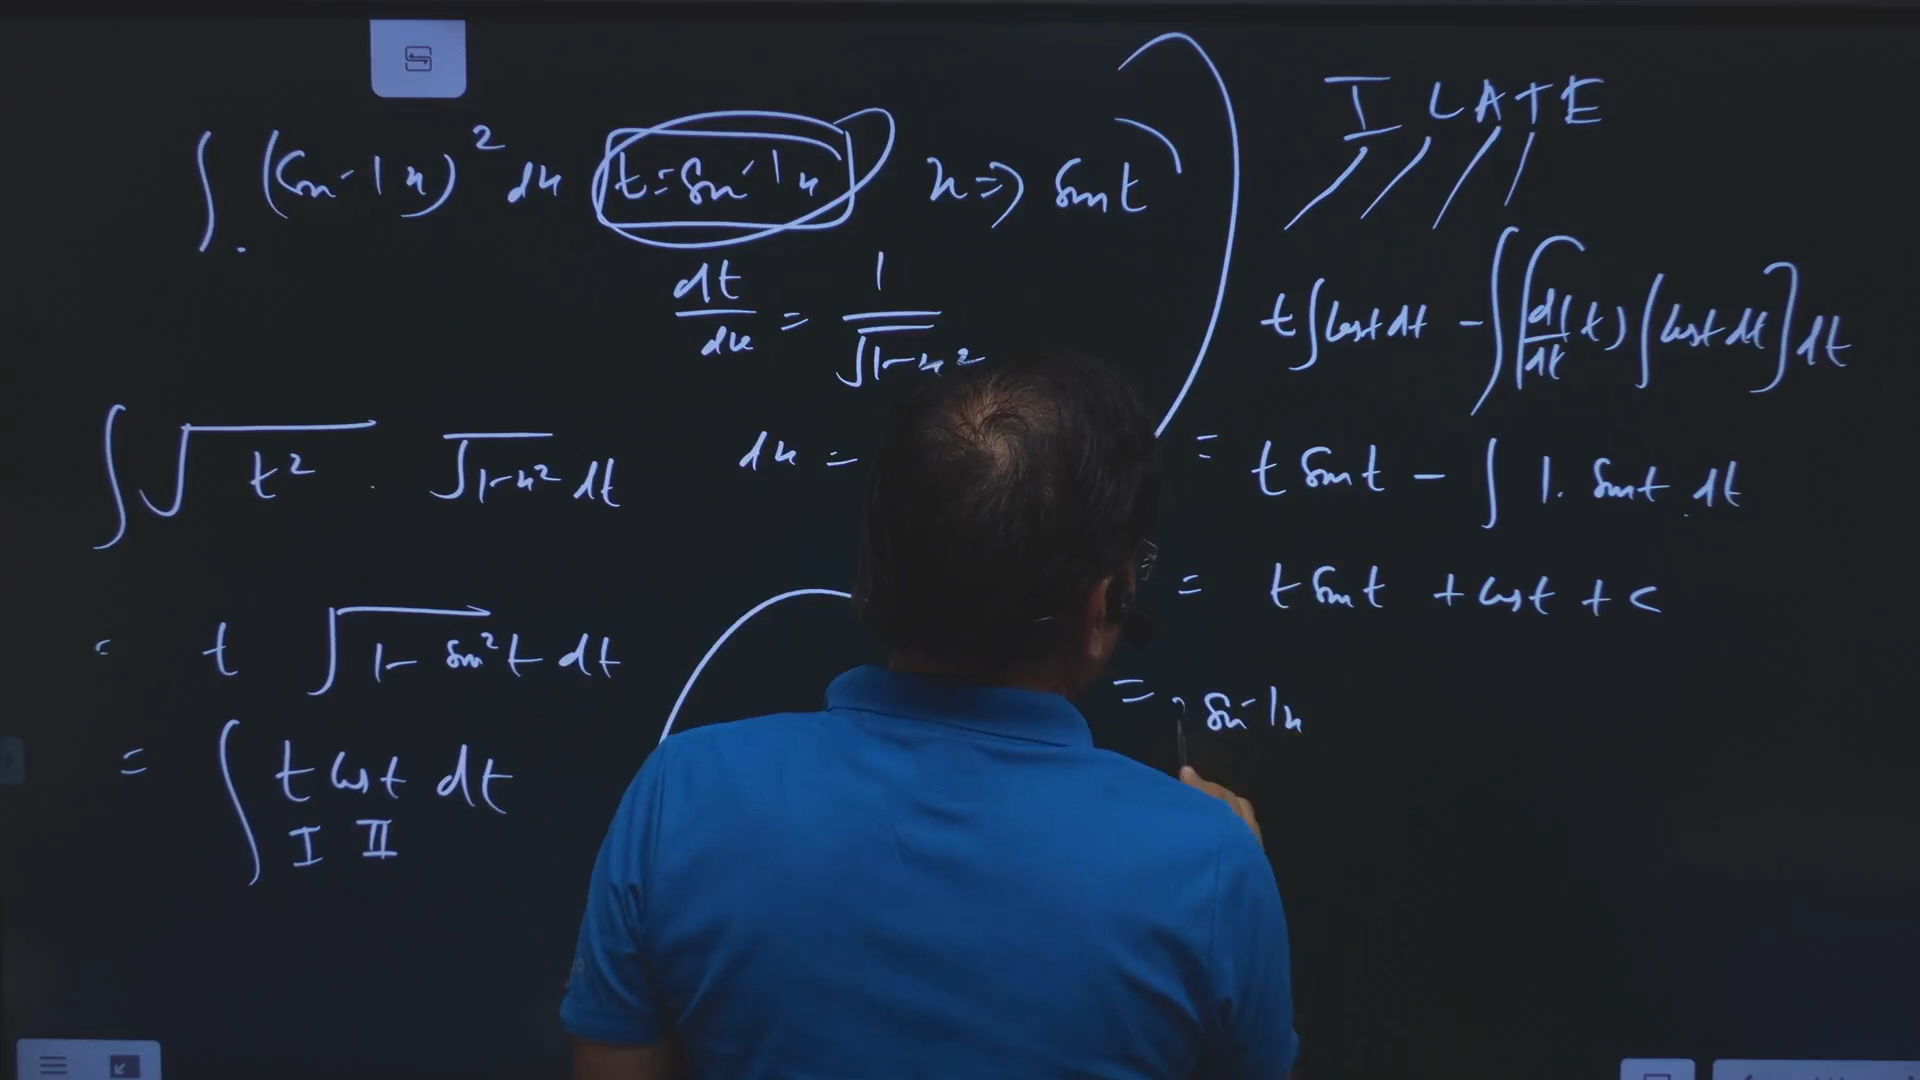 ∫ (sin⁻¹x)² dx t = sin⁻¹x x ⇒ sin t
dt/dx = 1/√(1-x²)
∫ √ t² . √(1-x²) dt dx =
= t √(1- sin²t) dt
= ∫ t cos t dt
I II
I L A T E
t ∫ cos t dt - ∫ [(d/dt t) ∫ cos t dt] dt
= t sin t - ∫ 1. sin t dt
= t sin t + cos t + c
= sin⁻¹x